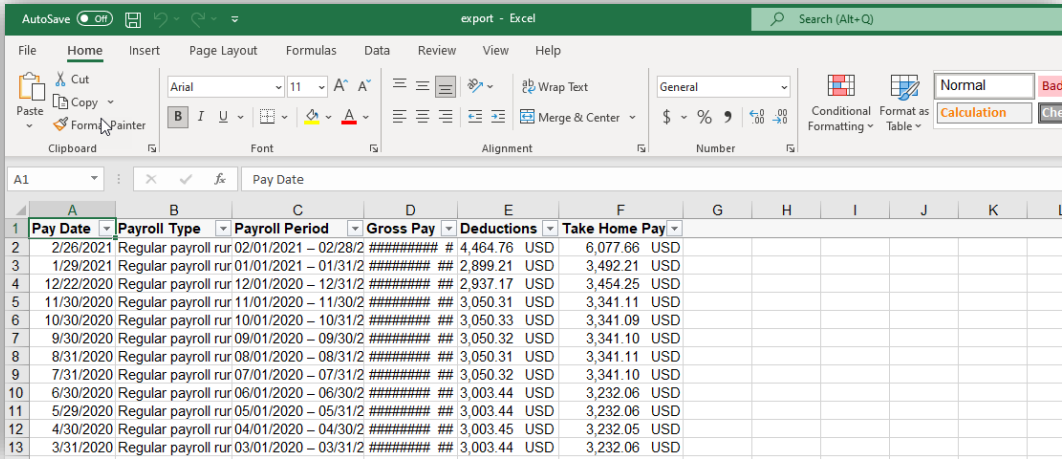 AutoSave Off export - Excel Search (Alt+Q)
File Home Insert Page Layout Formulas Data Review View Help
Cut
Copy
Paste
Painter
Clipboard
Arial 11 A^ A˅
B I U A
Font
ab Wrap Text
Merge & Center
Alignment
General
$ % 9
Number
Conditional Formatting
Format as Table
Normal Bad
Calculation
A1 fx Pay Date
A B C D E F G H I J K L
1 Pay Date Payroll Type Payroll Period Gross Pay Deductions Take Home Pay
2 2/26/2021 Regular payroll rur 02/01/2021 – 02/28/2 ######### # 4,464.76 USD 6,077.66 USD
3 1/29/2021 Regular payroll rur 01/01/2021 – 01/31/2 ######## ## 2,899.21 USD 3,492.21 USD
4 12/22/2020 Regular payroll rur 12/01/2020 – 12/31/2 ######## ## 2,937.17 USD 3,454.25 USD
5 11/30/2020 Regular payroll rur 11/01/2020 – 11/30/2 ######## ## 3,050.31 USD 3,341.11 USD
6 10/30/2020 Regular payroll rur 10/01/2020 – 10/31/2 ######## ## 3,050.33 USD 3,341.09 USD
7 9/30/2020 Regular payroll rur 09/01/2020 – 09/30/2 ######## ## 3,050.32 USD 3,341.10 USD
8 8/31/2020 Regular payroll rur 08/01/2020 – 08/31/2 ######## ## 3,050.31 USD 3,341.11 USD
9 7/31/2020 Regular payroll rur 07/01/2020 – 07/31/2 ######## ## 3,050.32 USD 3,341.10 USD
10 6/30/2020 Regular payroll rur 06/01/2020 – 06/30/2 ######## ## 3,003.44 USD 3,232.06 USD
11 5/29/2020 Regular payroll rur 05/01/2020 – 05/31/2 ######## ## 3,003.44 USD 3,232.06 USD
12 4/30/2020 Regular payroll rur 04/01/2020 – 04/30/2 ######## ## 3,003.45 USD 3,232.05 USD
13 3/31/2020 Regular payroll rur 03/01/2020 – 03/31/2 ######## ## 3,003.44 USD 3,232.06 USD